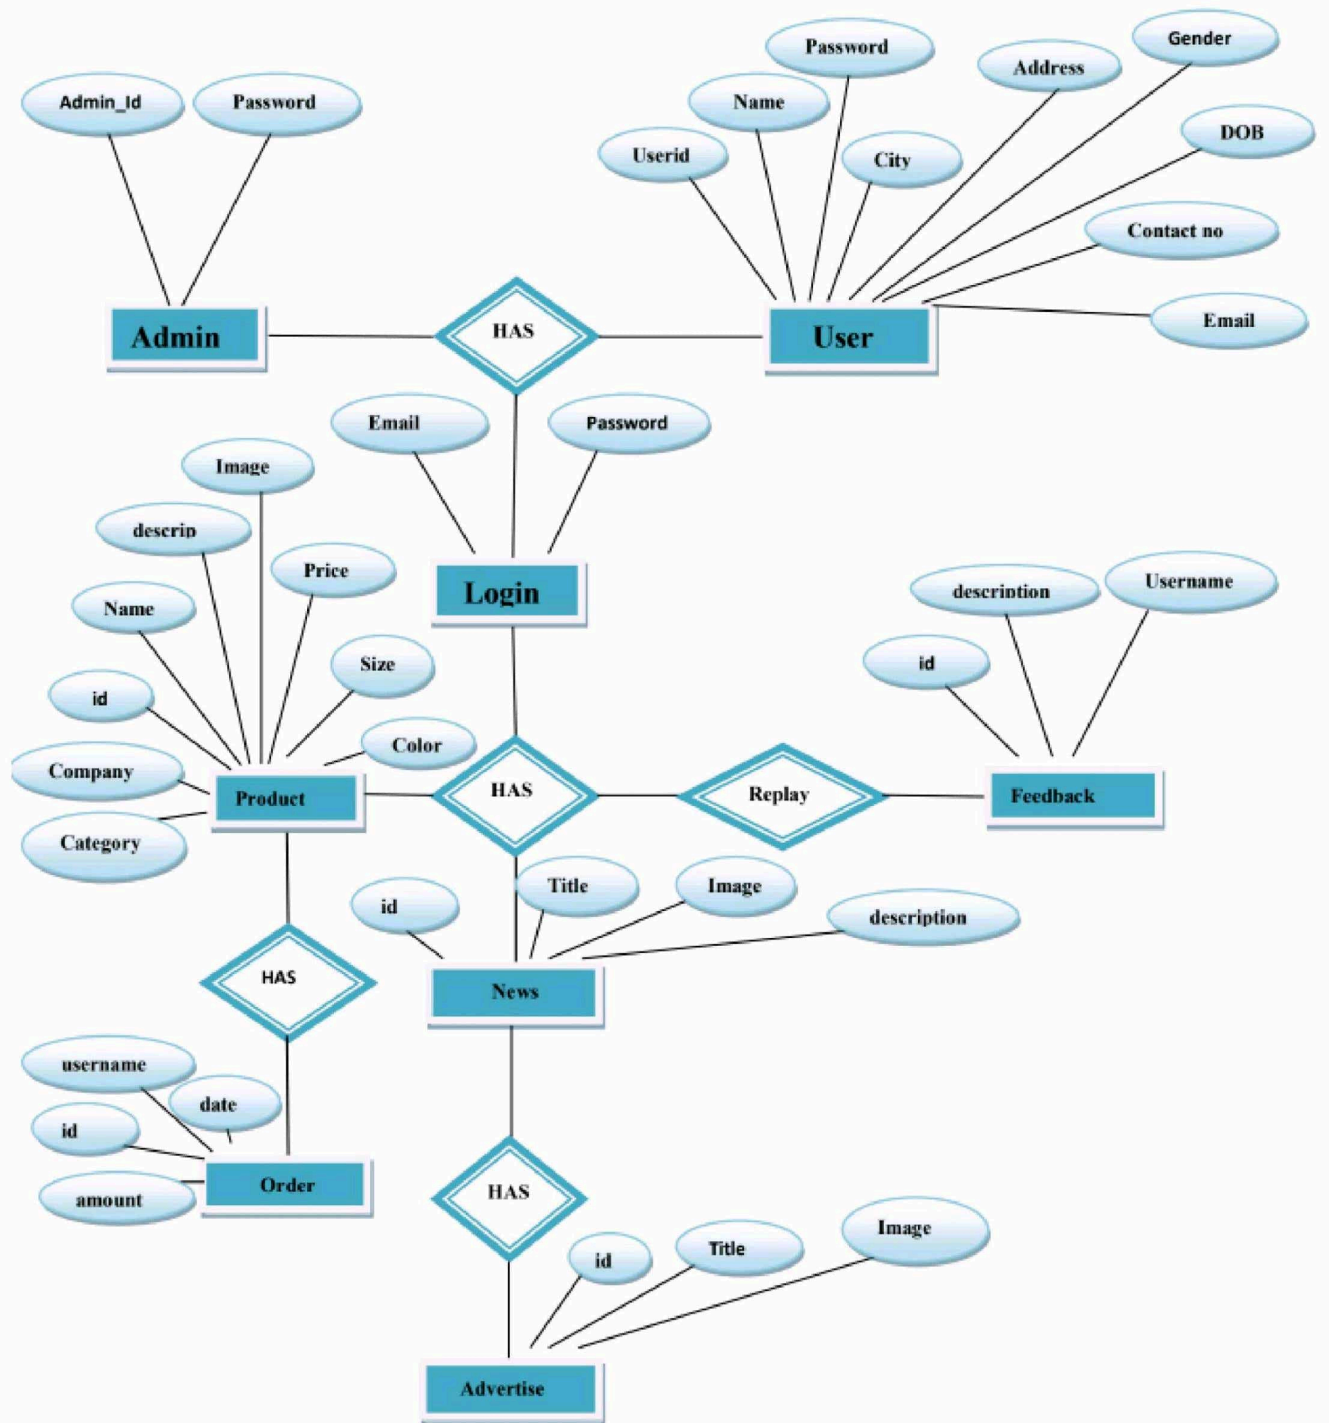 Gender
Password
Address
Admin_Id
Password
Name
DOB
Userid
City
Contact no
Email
Admin
HAS
User
Email
Password
Image
descrip
Price
Login
Username
description
Name
Size
id
id
Color
Company
Product
HAS
Replay
Feedback
Category
Title
Image
id
description
HAS
News
username
date
id
Order
HAS
amount
Image
Title
id
Advertise